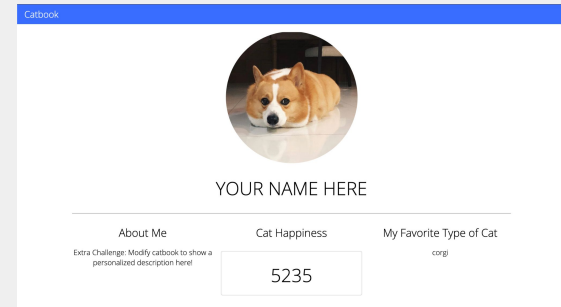 Catbook
YOUR NAME HERE
About Me
Extra Challenge: Modify catbook to show a
personalized description here!
Cat Happiness
5235
My Favorite Type of Cat
corgi